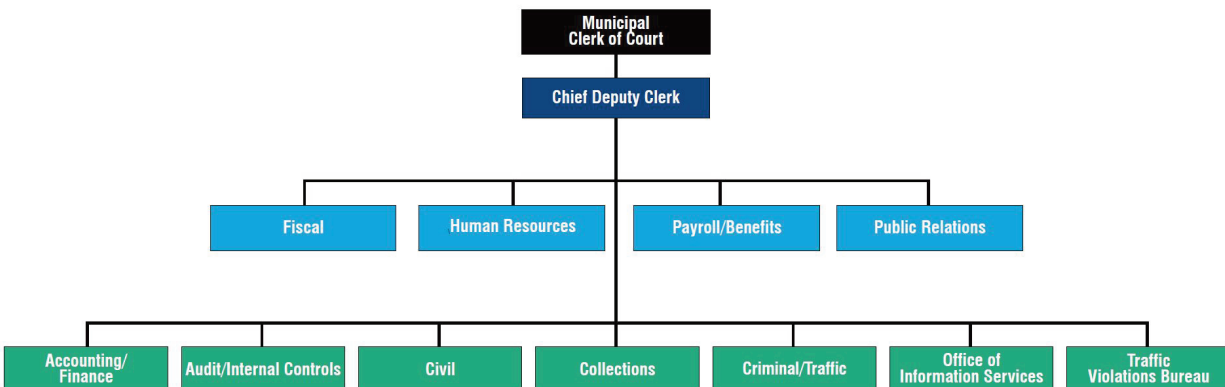 Municipal
Clerk of Court
Chief Deputy Clerk
Fiscal
Human Resources
Payroll/Benefits
Public Relations
Accounting/
Finance
Audit/Internal Controls
Civil
Collections
Criminal/Traffic
Office of
Information Services
Traffic
Violations Bureau